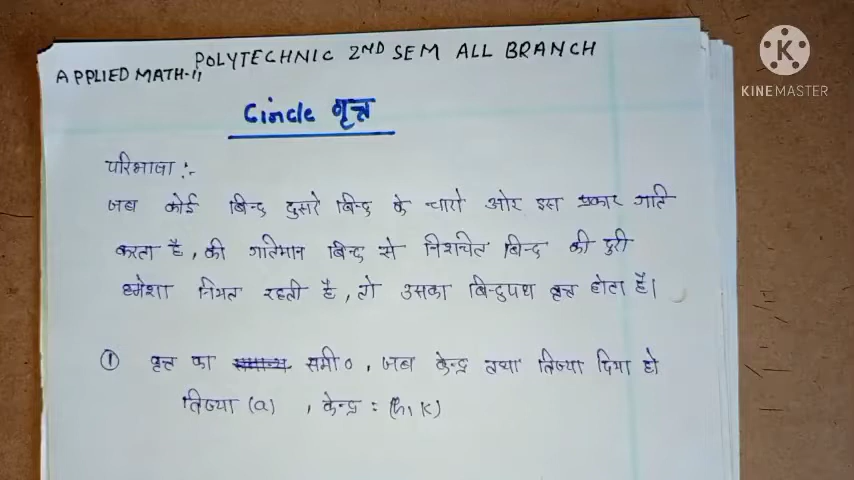 POLYTECHNIC 2ND SEM ALL BRANCH
APPLIED MATH-II
KINEMASTER
Circle वृत्त
परिभाषा :-
जब कोई बिन्दु दुसरे बिन्दु के चारो ओर इस प्रकार गति
करता है, की गतिमान बिन्दु से निश्चित बिन्दु की दुरी
हमेशा नियत रहती है, तो उसका बिन्दुपथ वृत्त होता है।
① वृत्त का समान्य समी० , जब केन्द्र तथा त्रिज्या दिया हो
त्रिज्या (a) , केन्द्र = (h, k)